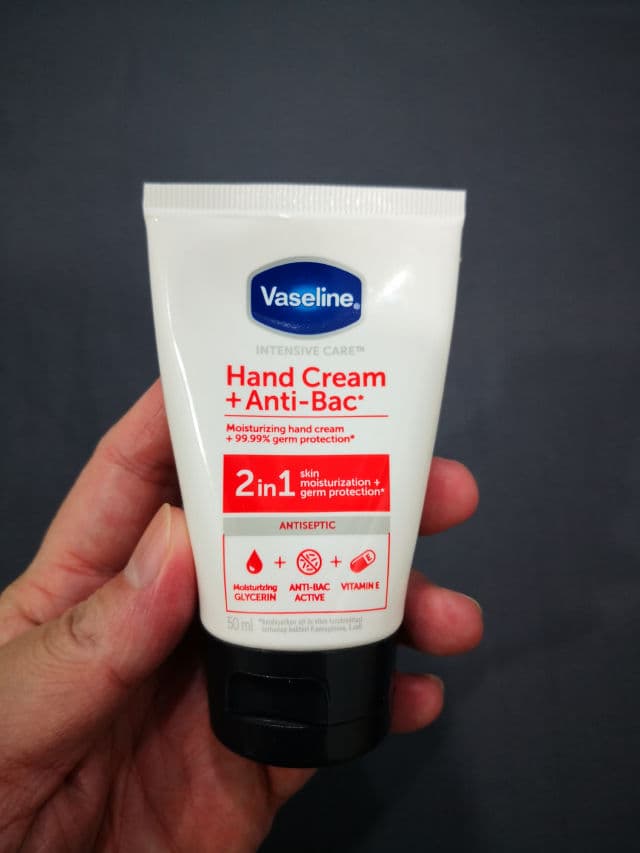 Vaseline®
INTENSIVE CARE™
Hand Cream
+ Anti-Bac*
Moisturizing hand cream
+ 99.99% germ protection*
2in1
skin
moisturization +
germ protection*
ANTISEPTIC
+ +
E
Moisturizing
GLYCERIN
ANTI-BAC
ACTIVE
VITAMIN E
50 ml